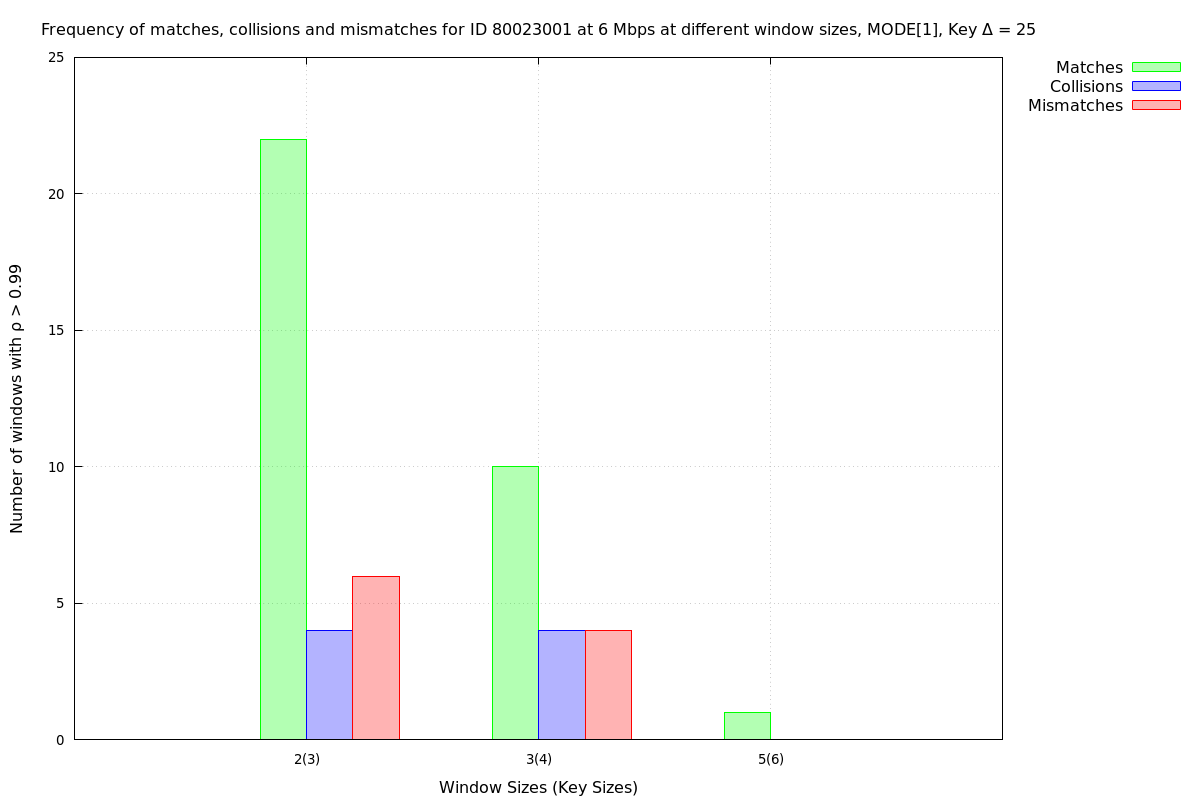 Frequency of matches, collisions and mismatches for ID 80023001 at 6 Mbps at different window sizes, MODE[1], Key Δ = 25
Matches
Collisions
Mismatches
Number of windows with ρ > 0.99
25
20
15
10
5
0
2(3)
3(4)
5(6)
Window Sizes (Key Sizes)